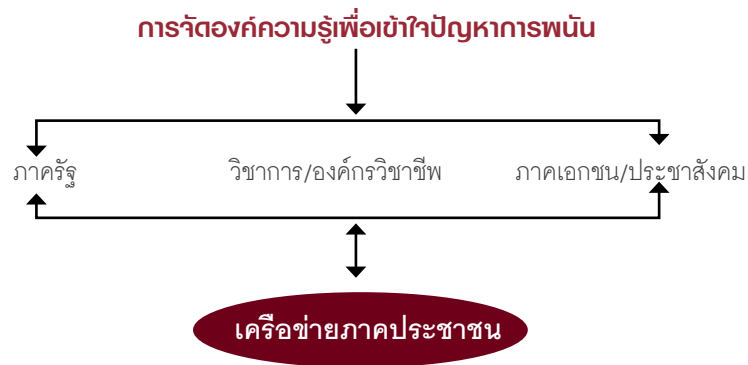 การจัดองค์ความรู้เพื่อเข้าใจปัญหาการพนัน
ภาครัฐ วิชาการ/องค์กรวิชาชีพ ภาคเอกชน/ประชาสังคม
เครือข่ายภาคประชาชน